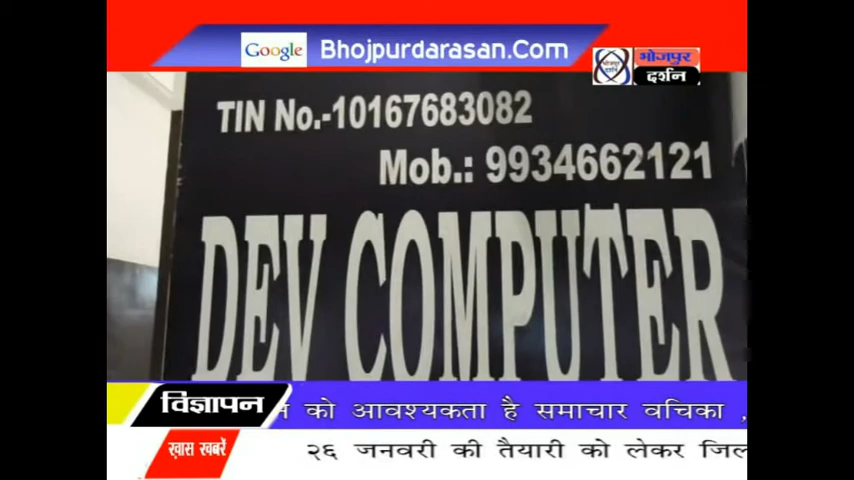 Google Bhojpurdarasan.Com
भोजपुर
दर्शन
TIN No.-10167683082
Mob.: 9934662121
DEV COMPUTER
विज्ञापन को आवश्यकता है समाचार वचिका ,
ख़ास खबरें २६ जनवरी की तैयारी को लेकर